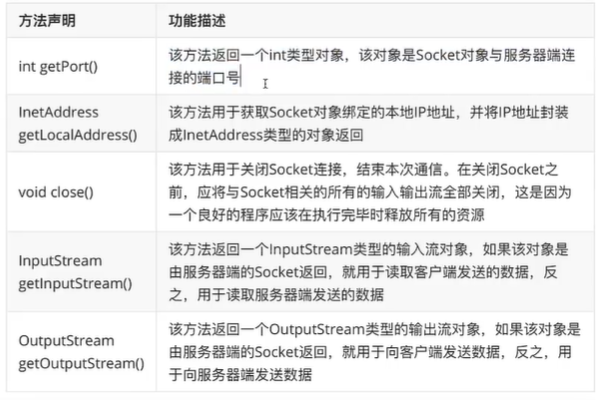 方法声明
功能描述
int getPort()
该方法返回一个int类型对象，该对象是Socket对象与服务器端连
接的端口号
InetAddress
getLocalAddress()
该方法用于获取Socket对象绑定的本地IP地址，并将IP地址封装
成InetAddress类型的对象返回
void close()
该方法用于关闭Socket连接，结束本次通信。在关闭Socket之
前，应将与Socket相关的所有的输入输出流全部关闭，这是因为
一个良好的程序应该在执行完毕时释放所有的资源
InputStream
getInputStream()
该方法返回一个InputStream类型的输入流对象，如果该对象是
由服务器端的Socket返回，就用于读取客户端发送的数据，反
之，用于读取服务器端发送的数据
OutputStream
getOutputStream()
该方法返回一个OutputStream类型的输出流对象，如果该对象是
由服务器端的Socket返回，就用于向客户端发送数据，反之，用
于向服务器端发送数据